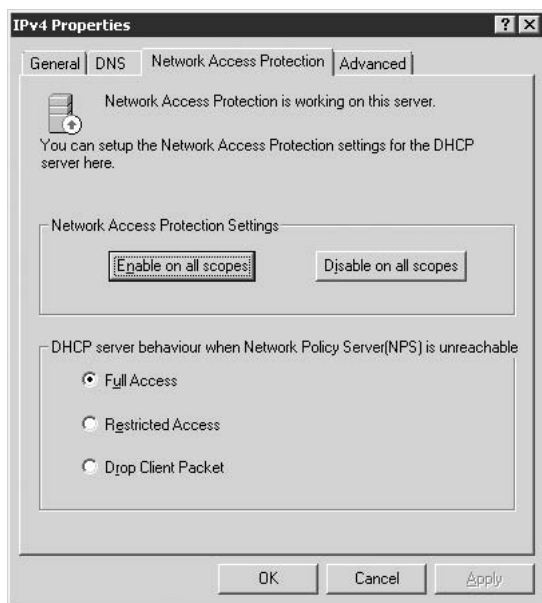 IPv4 Properties
General DNS Network Access Protection Advanced
Network Access Protection is working on this server.
You can setup the Network Access Protection settings for the DHCP
server here.
Network Access Protection Settings
Enable on all scopes Disable on all scopes
DHCP server behaviour when Network Policy Server(NPS) is unreachable
Full Access
Restricted Access
Drop Client Packet
OK Cancel Apply